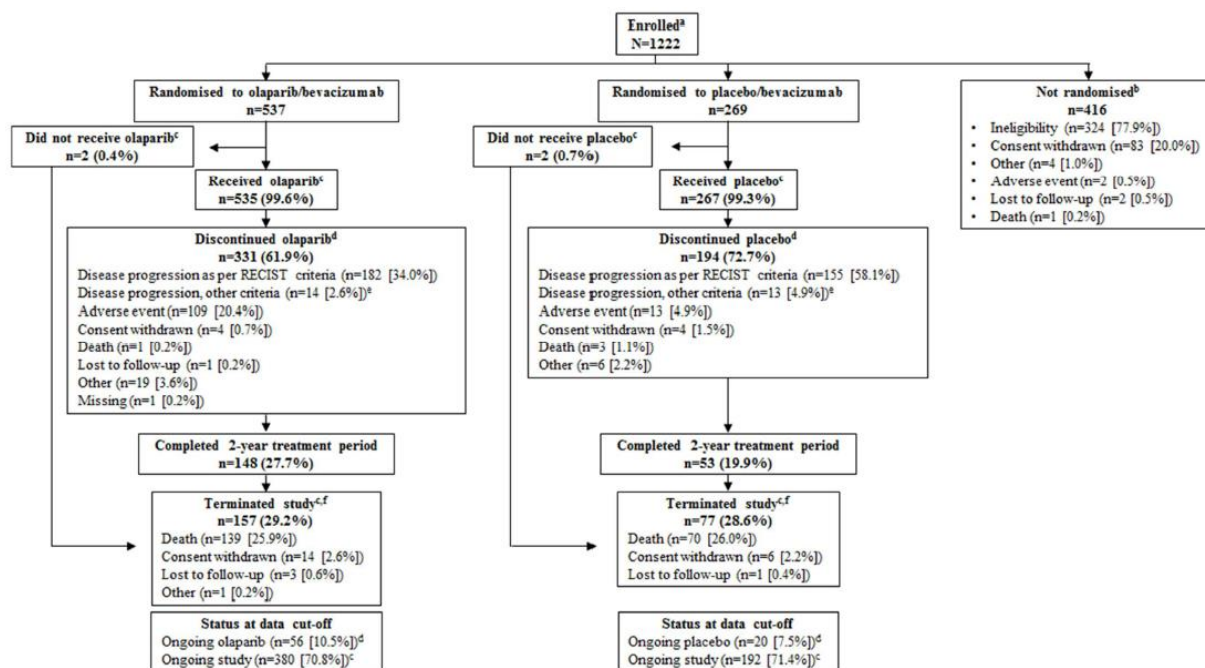 Enrolledᵃ
N=1222
Randomised to olaparib/bevacizumab
n=537
Randomised to placebo/bevacizumab
n=269
Not randomisedᵇ
n=416
• Ineligibility (n=324 [77.9%])
• Consent withdrawn (n=83 [20.0%])
• Other (n=4 [1.0%])
• Adverse event (n=2 [0.5%])
• Lost to follow-up (n=2 [0.5%])
• Death (n=1 [0.2%])
Did not receive olaparibᶜ
n=2 (0.4%)
Did not receive placeboᶜ
n=2 (0.7%)
Received olaparibᶜ
n=535 (99.6%)
Received placeboᶜ
n=267 (99.3%)
Discontinued olaparibᵈ
n=331 (61.9%)
Disease progression as per RECIST criteria (n=182 [34.0%])
Disease progression, other criteria (n=14 [2.6%])ᵉ
Adverse event (n=109 [20.4%])
Consent withdrawn (n=4 [0.7%])
Death (n=1 [0.2%])
Lost to follow-up (n=1 [0.2%])
Other (n=19 [3.6%])
Missing (n=1 [0.2%])
Discontinued placeboᵈ
n=194 (72.7%)
Disease progression as per RECIST criteria (n=155 [58.1%])
Disease progression, other criteria (n=13 [4.9%])ᵉ
Adverse event (n=13 [4.9%])
Consent withdrawn (n=4 [1.5%])
Death (n=3 [1.1%])
Other (n=6 [2.2%])
Completed 2-year treatment period
n=148 (27.7%)
Completed 2-year treatment period
n=53 (19.9%)
Terminated studyᶜ,ᶠ
n=157 (29.2%)
Death (n=139 [25.9%])
Consent withdrawn (n=14 [2.6%])
Lost to follow-up (n=3 [0.6%])
Other (n=1 [0.2%])
Terminated studyᶜ,ᶠ
n=77 (28.6%)
Death (n=70 [26.0%])
Consent withdrawn (n=6 [2.2%])
Lost to follow-up (n=1 [0.4%])
Status at data cut-off
Ongoing olaparib (n=56 [10.5%])ᵈ
Ongoing study (n=380 [70.8%])ᶜ
Status at data cut-off
Ongoing placebo (n=20 [7.5%])ᵈ
Ongoing study (n=192 [71.4%])ᶜ